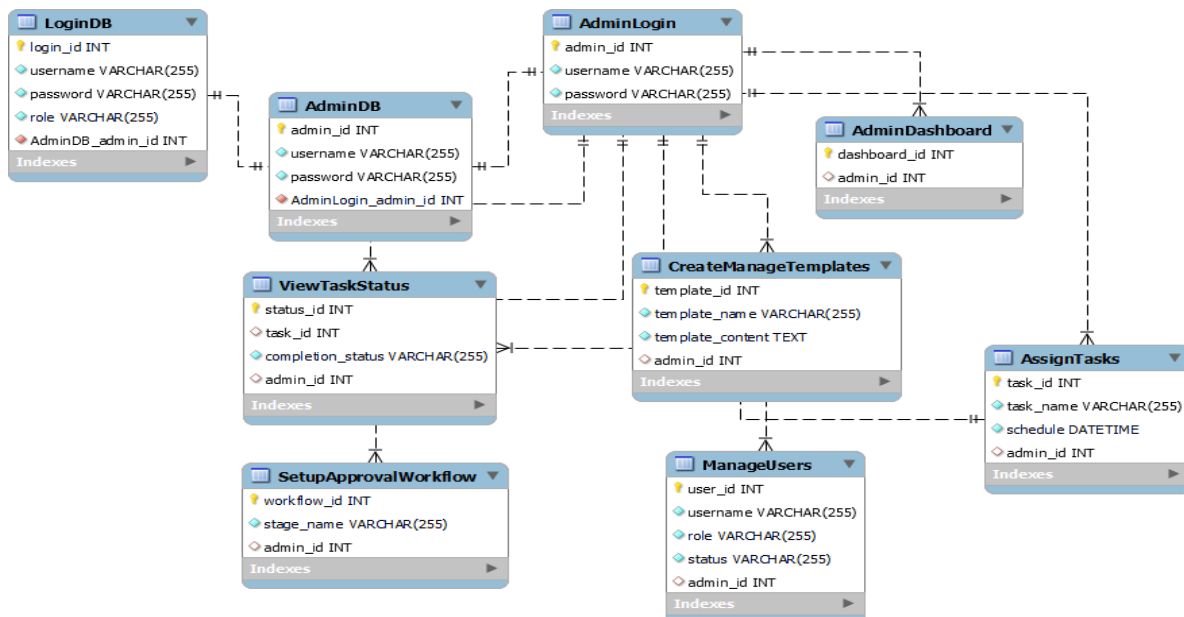 LoginDB
login_id INT
username VARCHAR(255)
password VARCHAR(255)
role VARCHAR(255)
AdminDB_admin_id INT
Indexes
AdminDB
admin_id INT
username VARCHAR(255)
password VARCHAR(255)
AdminLogin_admin_id INT
Indexes
AdminLogin
admin_id INT
username VARCHAR(255)
password VARCHAR(255)
Indexes
AdminDashboard
dashboard_id INT
admin_id INT
Indexes
ViewTaskStatus
status_id INT
task_id INT
completion_status VARCHAR(255)
admin_id INT
Indexes
CreateManageTemplates
template_id INT
template_name VARCHAR(255)
template_content TEXT
admin_id INT
Indexes
AssignTasks
task_id INT
task_name VARCHAR(255)
schedule DATETIME
admin_id INT
Indexes
SetupApprovalWorkflow
workflow_id INT
stage_name VARCHAR(255)
admin_id INT
Indexes
ManageUsers
user_id INT
username VARCHAR(255)
role VARCHAR(255)
status VARCHAR(255)
admin_id INT
Indexes